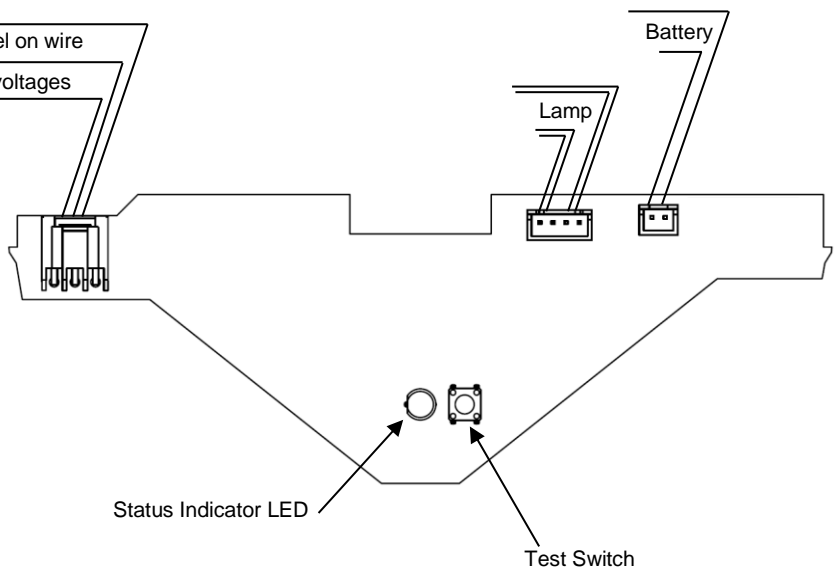 Battery
el on wire
voltages
Lamp
Status Indicator LED
Test Switch